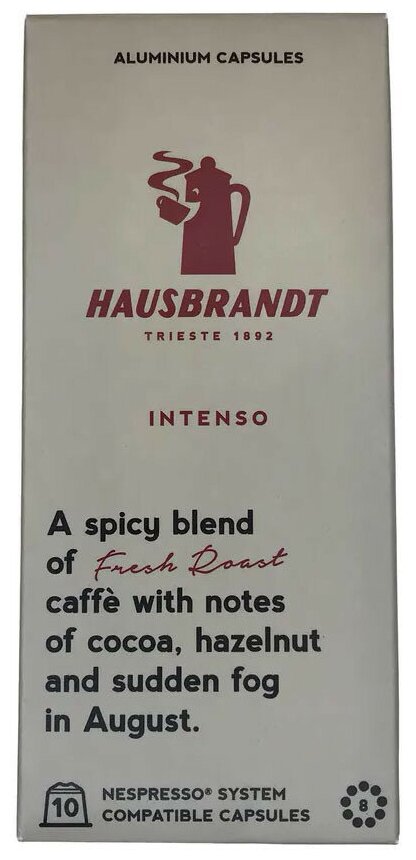 ALUMINIUM CAPSULES
HAUSBRANDT
TRIESTE 1892
INTENSO
A spicy blend
of Fresh Roast
caffè with notes
of cocoa, hazelnut
and sudden fog
in August.
10
NESPRESSO® SYSTEM
COMPATIBLE CAPSULES
8